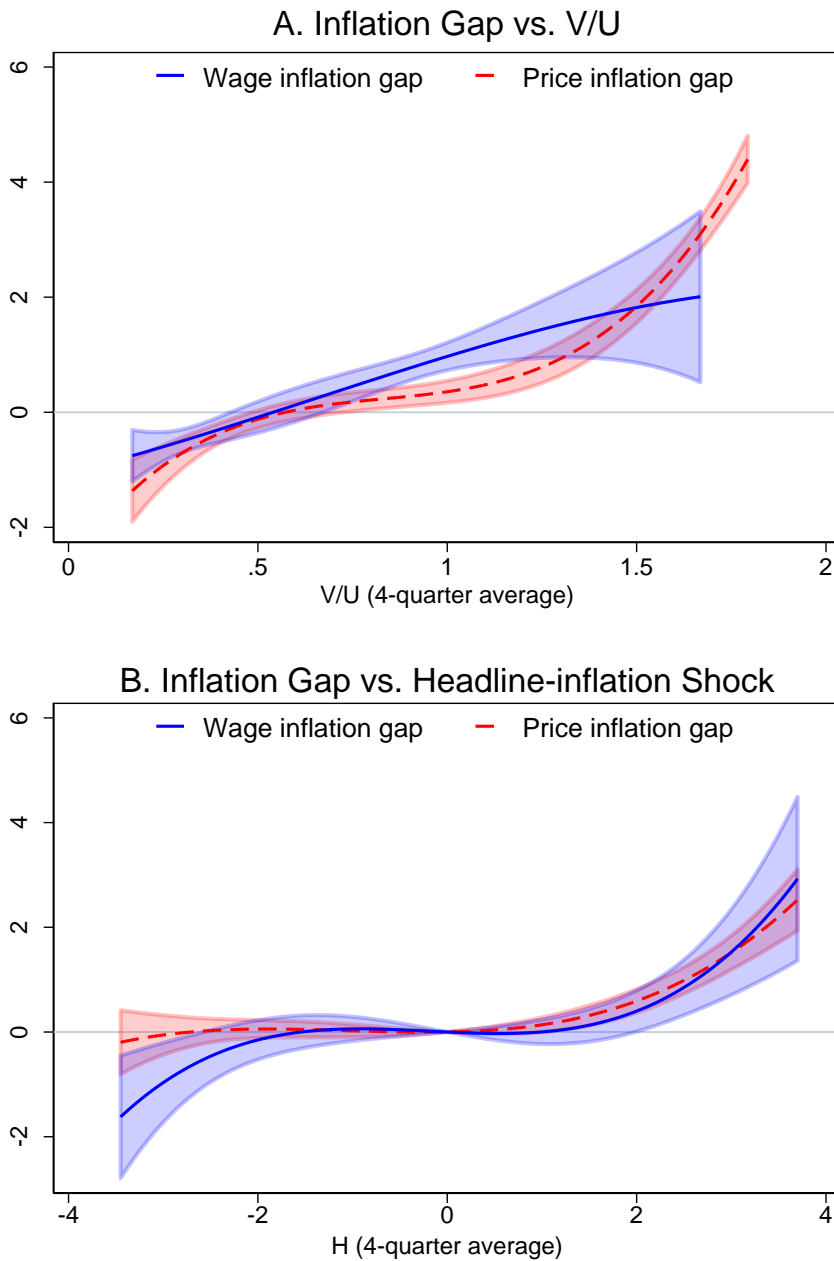 A. Inflation Gap vs. V/U
Wage inflation gap Price inflation gap
6
4
2
0
-2
0 .5 1 1.5 2
V/U (4-quarter average)
B. Inflation Gap vs. Headline-inflation Shock
Wage inflation gap Price inflation gap
6
4
2
0
-2
-4 -2 0 2 4
H (4-quarter average)